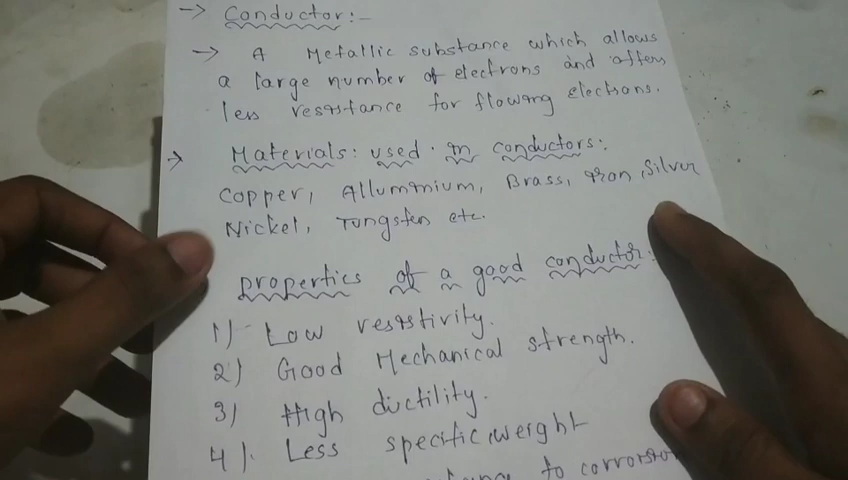 → Conductor:-
→ A Metallic substance which allows
a large number of electrons and offers
less resistance for flowing electrons.
→ Materials: used in conductors:
Copper, Alluminium, Brass, Iron, Silver
Nickel, Tungsten etc.
Properties of a good conductor:
1) Low resistivity.
2) Good Mechanical strength.
3) High ductility.
4) Less specific weight
to corrorsion